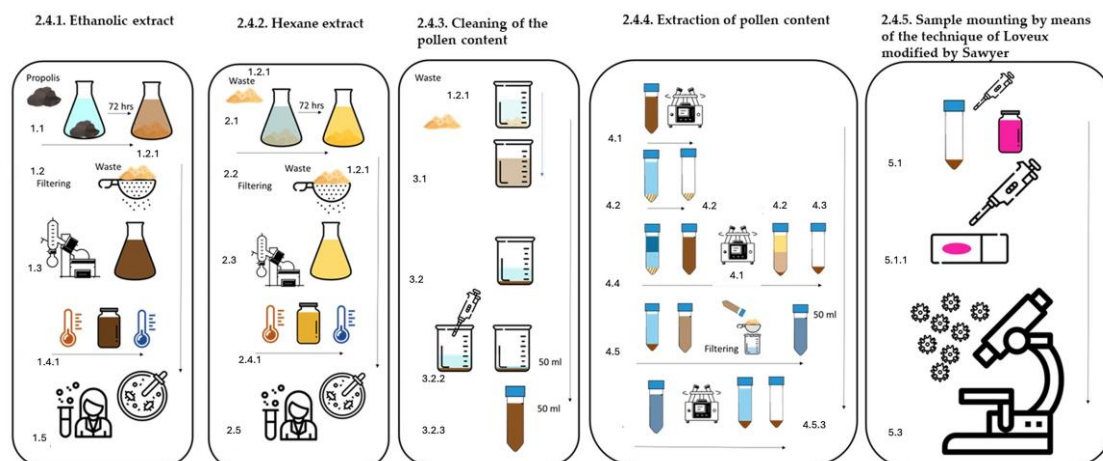 2.4.1. Ethanolic extract
Propolis
72 hrs
1.1
1.2.1
1.2
Filtering
Waste
1.3
1.4.1
1.5
2.4.2. Hexane extract
1.2.1
Waste
72 hrs
2.1
2.2
Filtering
Waste
1.2.1
2.3
2.4.1
2.5
2.4.3. Cleaning of the
pollen content
Waste
1.2.1
3.1
3.2
3.2.2
50 ml
3.2.3
50 ml
2.4.4. Extraction of pollen content
4.1
4.2
4.2
4.2
4.3
4.4
4.1
50 ml
4.5
Filtering
4.5.3
2.4.5. Sample mounting by means
of the technique of Loveux
modified by Sawyer
5.1
5.1.1
5.3